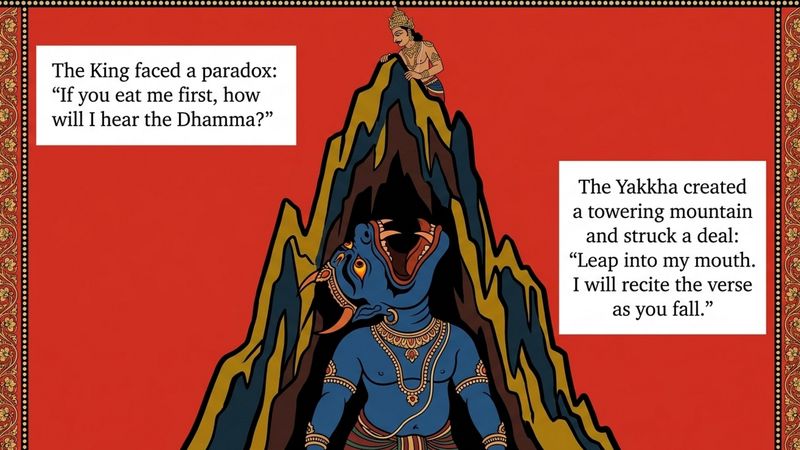 The King faced a paradox:
“If you eat me first, how
will I hear the Dhamma?”
The Yakkha created
a towering mountain
and struck a deal:
“Leap into my mouth.
I will recite the verse
as you fall.”